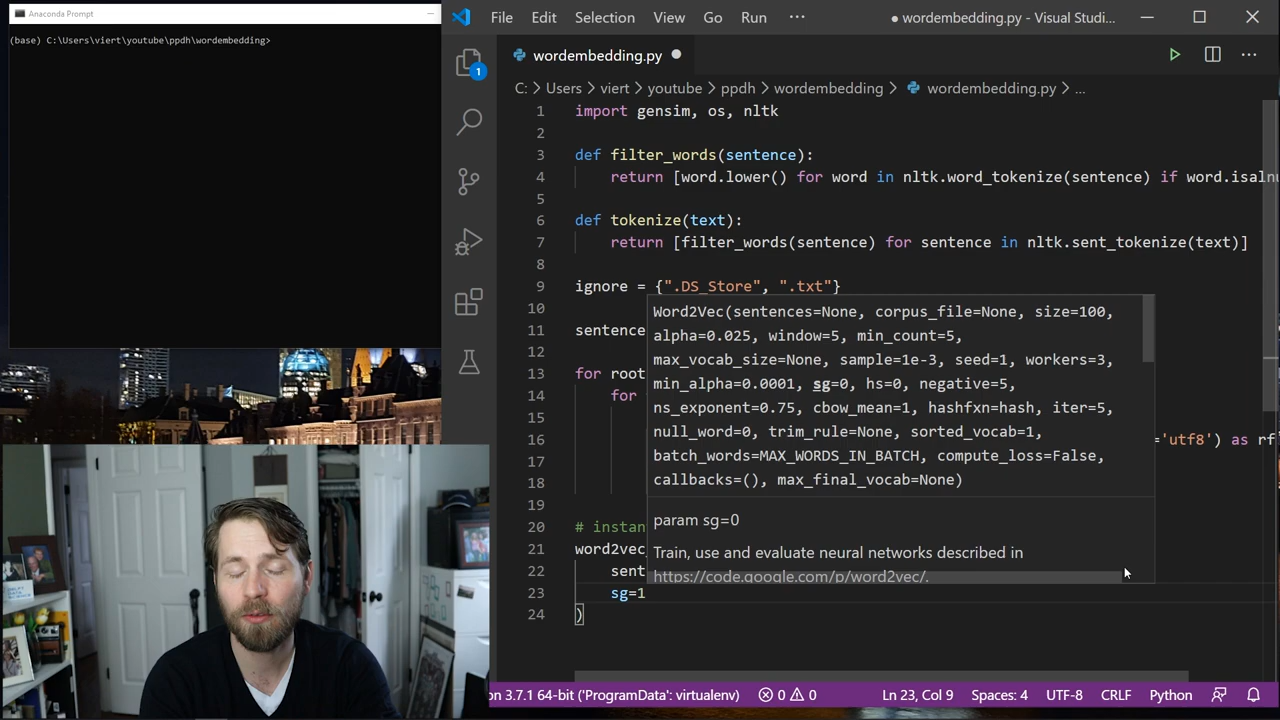 Anaconda Prompt
(base) C:\Users\viert\youtube\ppdh\wordembedding>
File Edit Selection View Go Run ··· ● wordembedding.py - Visual Studi...
wordembedding.py ●
C: > Users > viert > youtube > ppdh > wordembedding > wordembedding.py > ...
1
1 import gensim, os, nltk
2
3 def filter_words(sentence):
4 return [word.lower() for word in nltk.word_tokenize(sentence) if word.isalnu
5
6 def tokenize(text):
7 return [filter_words(sentence) for sentence in nltk.sent_tokenize(text)]
8
9 ignore = {".DS_Store", ".txt"}
10
11 sentence
12
13 for root
14 for
15
16 ='utf8') as rf
17
18
19
20 # instan
21 word2vec
22 sent
23 sg=1
24 )
Word2Vec(sentences=None, corpus_file=None, size=100,
alpha=0.025, window=5, min_count=5,
max_vocab_size=None, sample=1e-3, seed=1, workers=3,
min_alpha=0.0001, sg=0, hs=0, negative=5,
ns_exponent=0.75, cbow_mean=1, hashfxn=hash, iter=5,
null_word=0, trim_rule=None, sorted_vocab=1,
batch_words=MAX_WORDS_IN_BATCH, compute_loss=False,
callbacks=(), max_final_vocab=None)
param sg=0
Train, use and evaluate neural networks described in
https://code.google.com/p/word2vec/.
on 3.7.1 64-bit ('ProgramData': virtualenv) 0 0 Ln 23, Col 9 Spaces: 4 UTF-8 CRLF Python